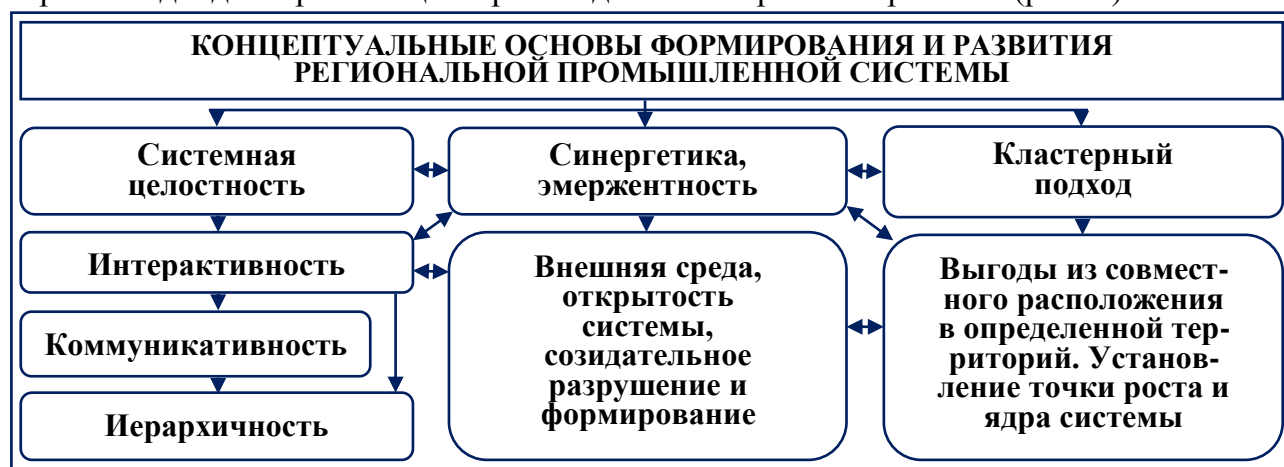 КОНЦЕПТУАЛЬНЫЕ ОСНОВЫ ФОРМИРОВАНИЯ И РАЗВИТИЯ
РЕГИОНАЛЬНОЙ ПРОМЫШЛЕННОЙ СИСТЕМЫ
Системная
целостность
Синергетика,
эмержентность
Кластерный
подход
Интерактивность
Коммуникативность
Иерархичность
Внешняя среда,
открытость
системы,
созидательное
разрушение и
формирование
Выгоды из совмест-
ного расположения
в определенной тер-
риторий. Установ-
ление точки роста и
ядра системы